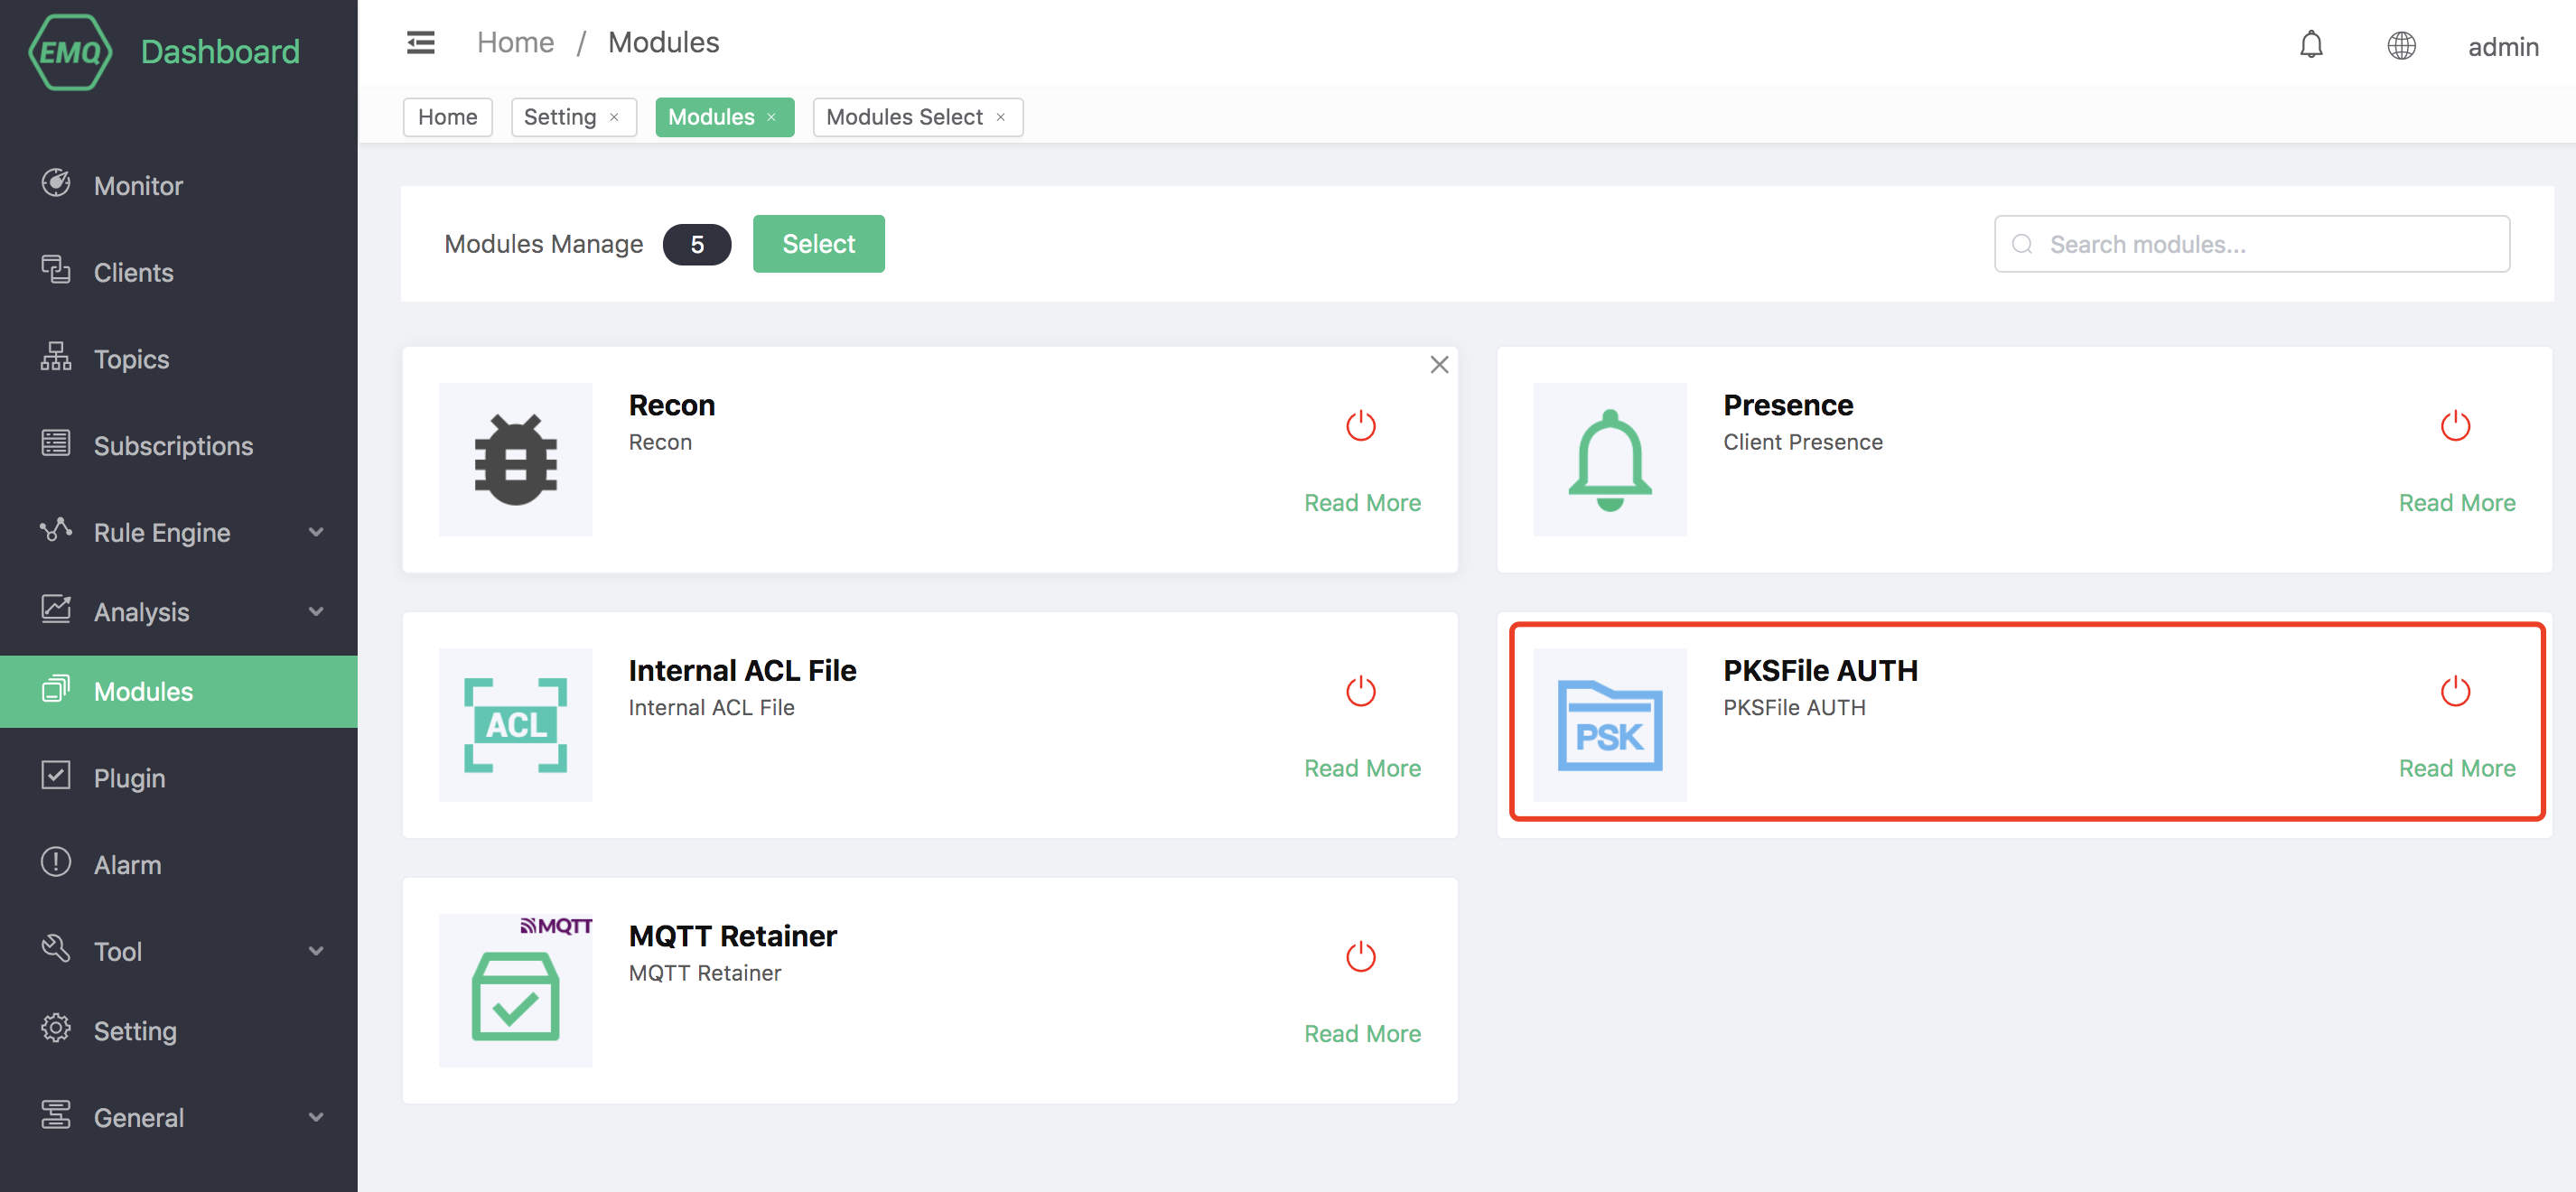 EMQ Dashboard
Home / Modules
admin
Home
Setting ×
Modules ×
Modules Select ×
Monitor
Clients
Topics
Subscriptions
Rule Engine
Analysis
Modules
Plugin
Alarm
Tool
Setting
General
Modules Manage 5 Select
Search modules...
Recon
Recon
Read More
Presence
Client Presence
Read More
ACL
Internal ACL File
Internal ACL File
Read More
PSK
PKSFile AUTH
PKSFile AUTH
Read More
MQTT
MQTT Retainer
MQTT Retainer
Read More